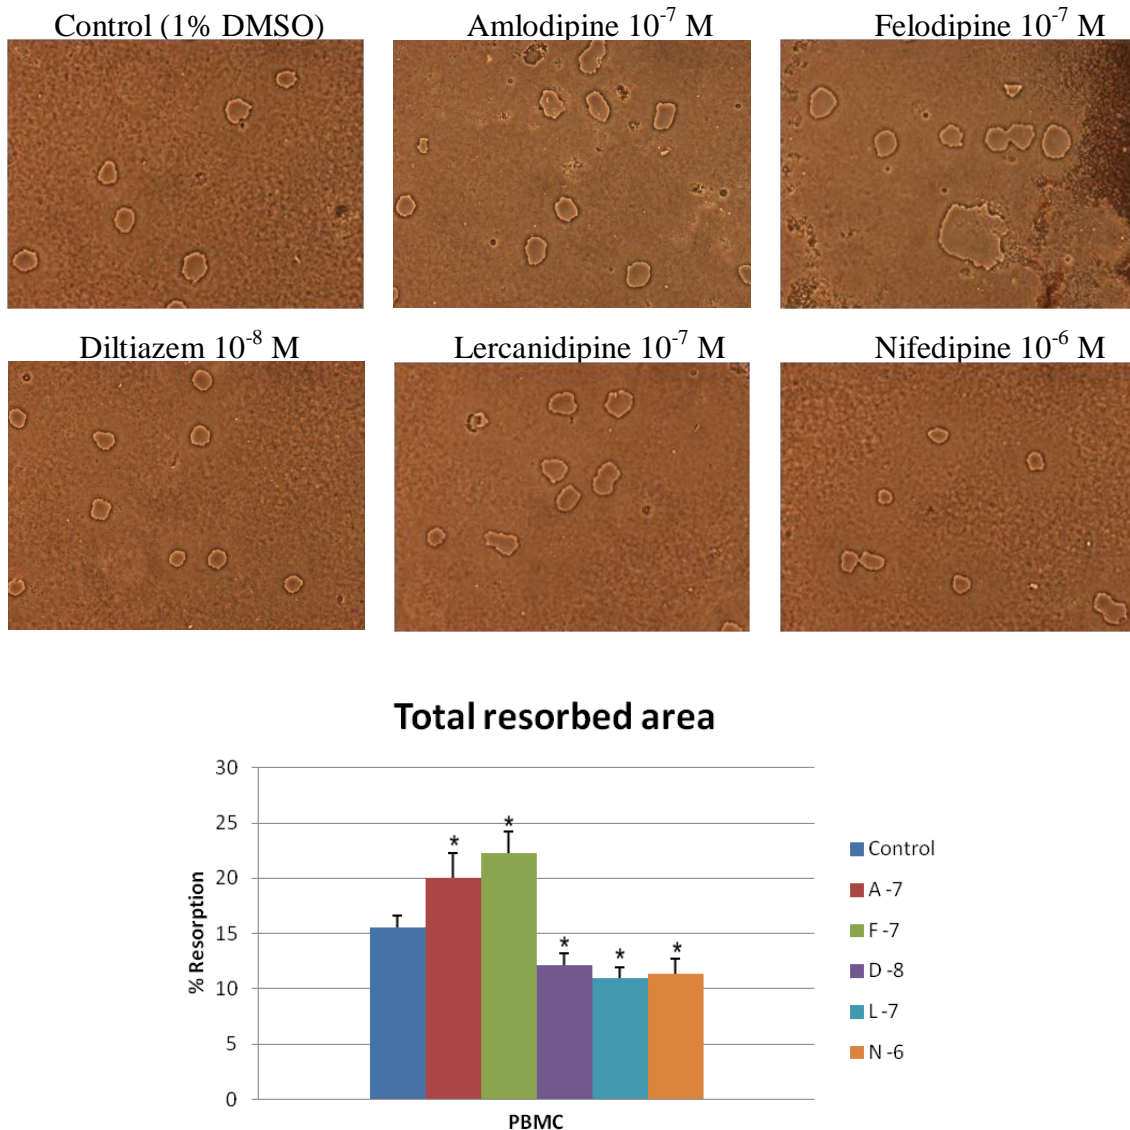 Control (1% DMSO) Amlodipine 10⁻⁷ M Felodipine 10⁻⁷ M
Diltiazem 10⁻⁸ M Lercanidipine 10⁻⁷ M Nifedipine 10⁻⁶ M
Total resorbed area
30
25
20
15
10
5
0
% Resorption
* * * * *
PBMC
Control
A -7
F -7
D -8
L -7
N -6